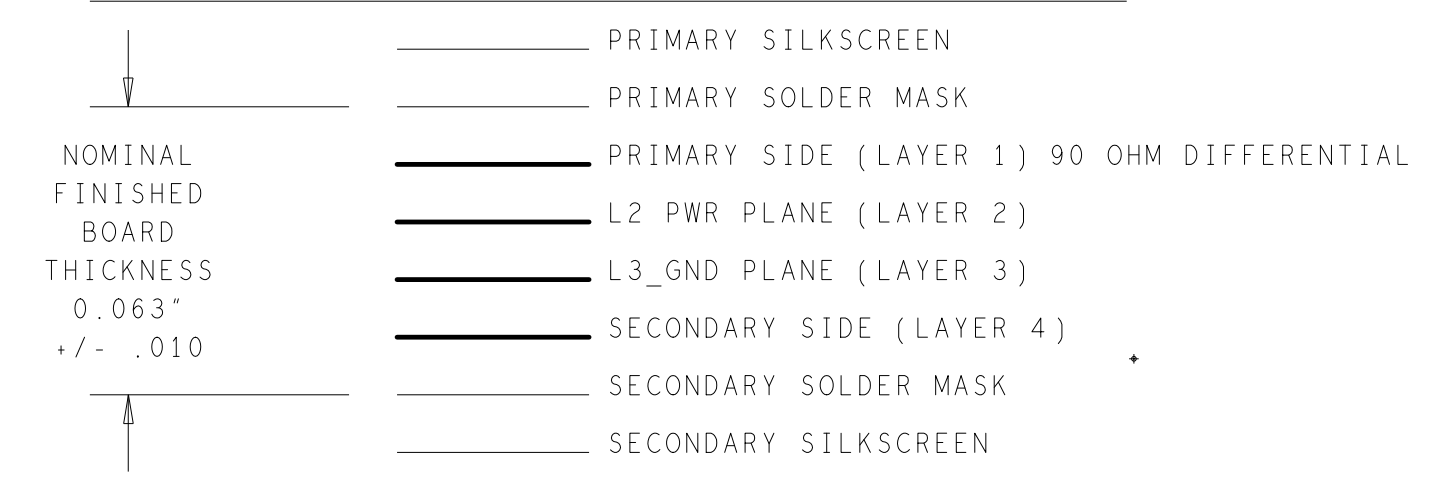 PRIMARY SILKSCREEN
PRIMARY SOLDER MASK
PRIMARY SIDE (LAYER 1) 90 OHM DIFFERENTIAL
L2 PWR PLANE (LAYER 2)
L3_GND PLANE (LAYER 3)
SECONDARY SIDE (LAYER 4)
SECONDARY SOLDER MASK
SECONDARY SILKSCREEN
NOMINAL
FINISHED
BOARD
THICKNESS
0.063"
+/- .010